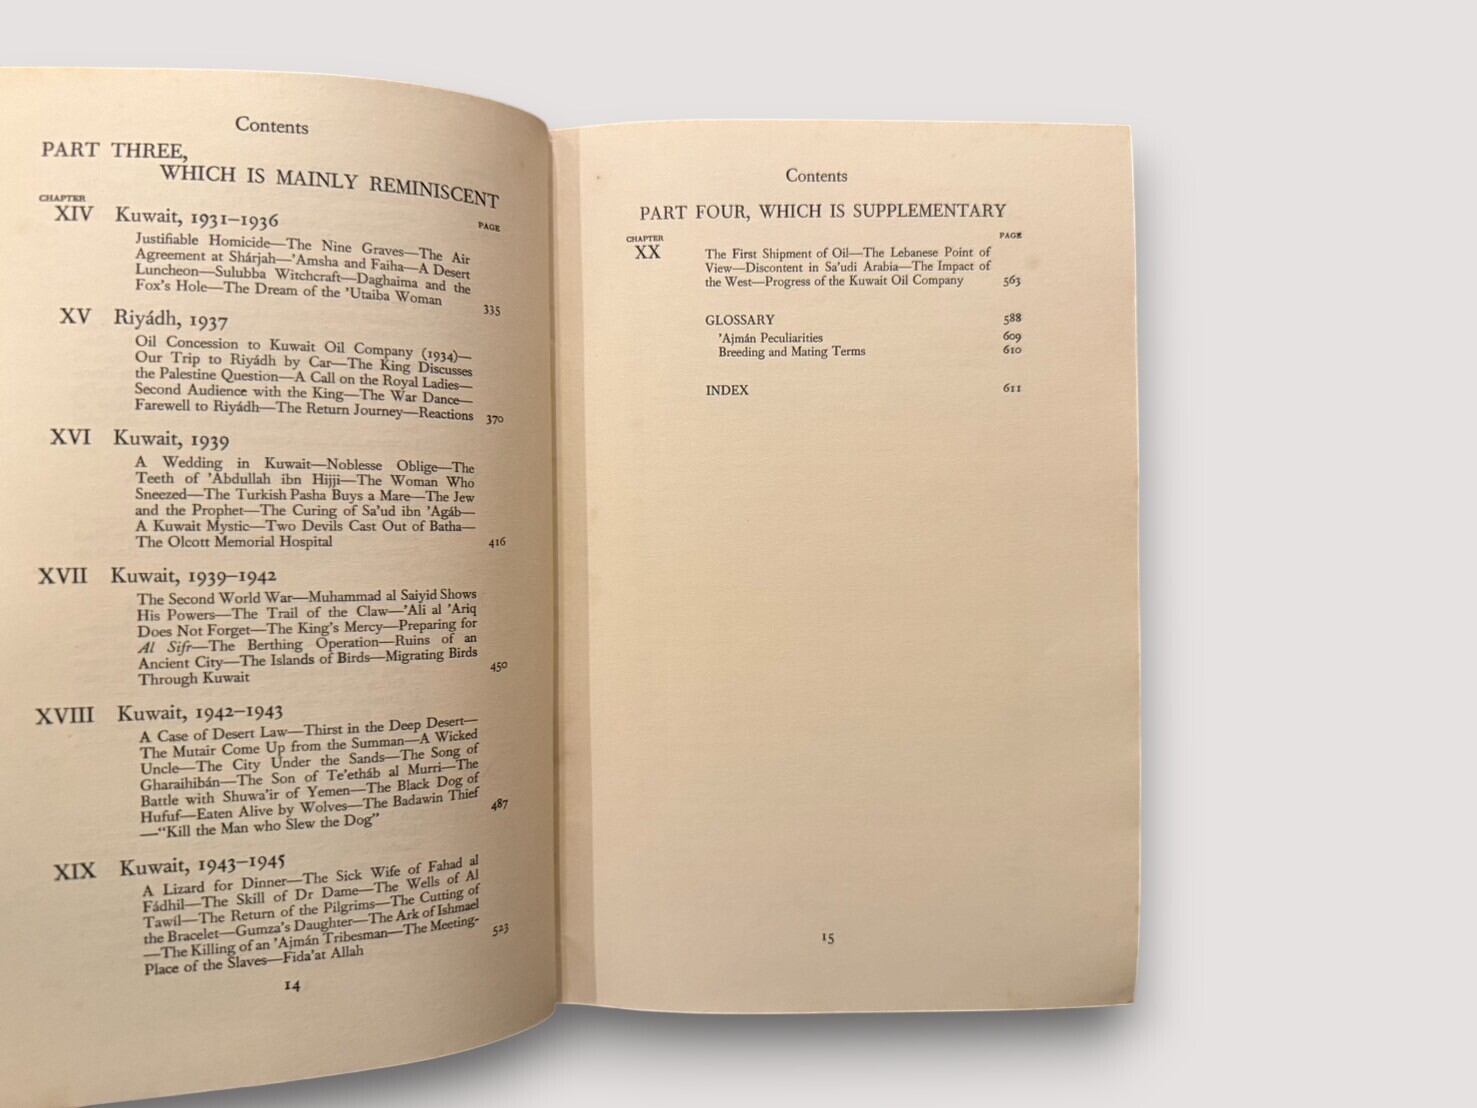 Contents
PART THREE,
WHICH IS MAINLY REMINISCENT
CHAPTER
XIV Kuwait, 1931–1936 PAGE
Justifiable Homicide—The Nine Graves—The Air
Agreement at Shárjah—'Amsha and Faiha—A Desert
Luncheon—Sulubba Witchcraft—Daghaima and the
Fox's Hole—The Dream of the 'Utaiba Woman 335
XV Riyádh, 1937
Oil Concession to Kuwait Oil Company (1934)—
Our Trip to Riyádh by Car—The King Discusses
the Palestine Question—A Call on the Royal Ladies—
Second Audience with the King—The War Dance—
Farewell to Riyádh—The Return Journey—Reactions 370
XVI Kuwait, 1939
A Wedding in Kuwait—Noblesse Oblige—The
Teeth of 'Abdullah ibn Hijji—The Woman Who
Sneezed—The Turkish Pasha Buys a Mare—The Jew
and the Prophet—The Curing of Sa'ud ibn 'Agáb—
A Kuwait Mystic—Two Devils Cast Out of Batha—
The Olcott Memorial Hospital 416
XVII Kuwait, 1939–1942
The Second World War—Muhammad al Saiyid Shows
His Powers—The Trail of the Claw—'Ali al 'Ariq
Does Not Forget—The King's Mercy—Preparing for
Al Sifr—The Berthing Operation—Ruins of an
Ancient City—The Islands of Birds—Migrating Birds
Through Kuwait 450
XVIII Kuwait, 1942–1943
A Case of Desert Law—Thirst in the Deep Desert—
The Mutair Come Up from the Summan—A Wicked
Uncle—The City Under the Sands—The Song of
Gharaihibán—The Son of Te'etháb al Murri—The
Battle with Shuwa'ir of Yemen—The Black Dog of
Hufuf—Eaten Alive by Wolves—The Badawin Thief
—"Kill the Man who Slew the Dog" 487
XIX Kuwait, 1943–1945
A Lizard for Dinner—The Sick Wife of Fahad al
Fádhil—The Skill of Dr Dame—The Wells of Al
Tawíl—The Return of the Pilgrims—The Cutting of
the Bracelet—Gumza's Daughter—The Ark of Ishmael
—The Killing of an 'Ajmán Tribesman—The Meeting-
Place of the Slaves—Fida'at Allah 523
14
Contents
PART FOUR, WHICH IS SUPPLEMENTARY
CHAPTER PAGE
XX The First Shipment of Oil—The Lebanese Point of
View—Discontent in Sa'udi Arabia—The Impact of
the West—Progress of the Kuwait Oil Company 563
GLOSSARY 588
'Ajmán Peculiarities 609
Breeding and Mating Terms 610
INDEX 611
15